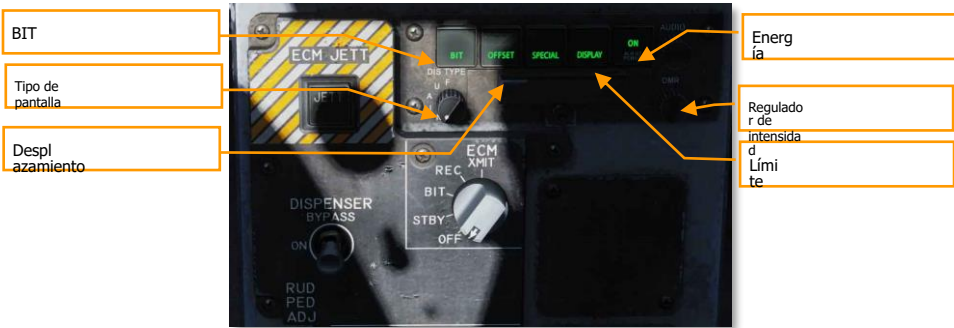 BIT
Tipo de
pantalla
Despl
azamiento
ECM JETT
JETT
BIT
OFFSET
SPECIAL
DISPLAY
ON
AUDIO
DIS TYPE
F
U
A
I
N
DMR
ECM
XMIT
REC
BIT
STBY
OFF
DISPENSER
BYPASS
ON
RUD
PED
ADJ
Energ
ía
Regulado
r de
intensida
d
Lími
te